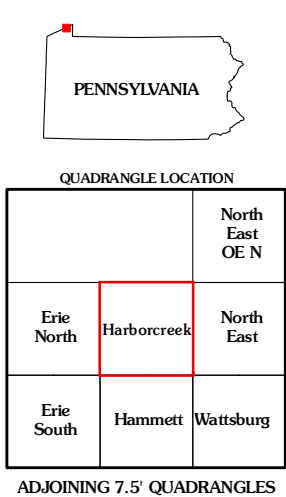 PENNSYLVANIA
QUADRANGLE LOCATION
North
East
OE N
Erie
North
Harborcreek
North
East
Erie
South
Hammett
Wattsburg
ADJOINING 7.5' QUADRANGLES